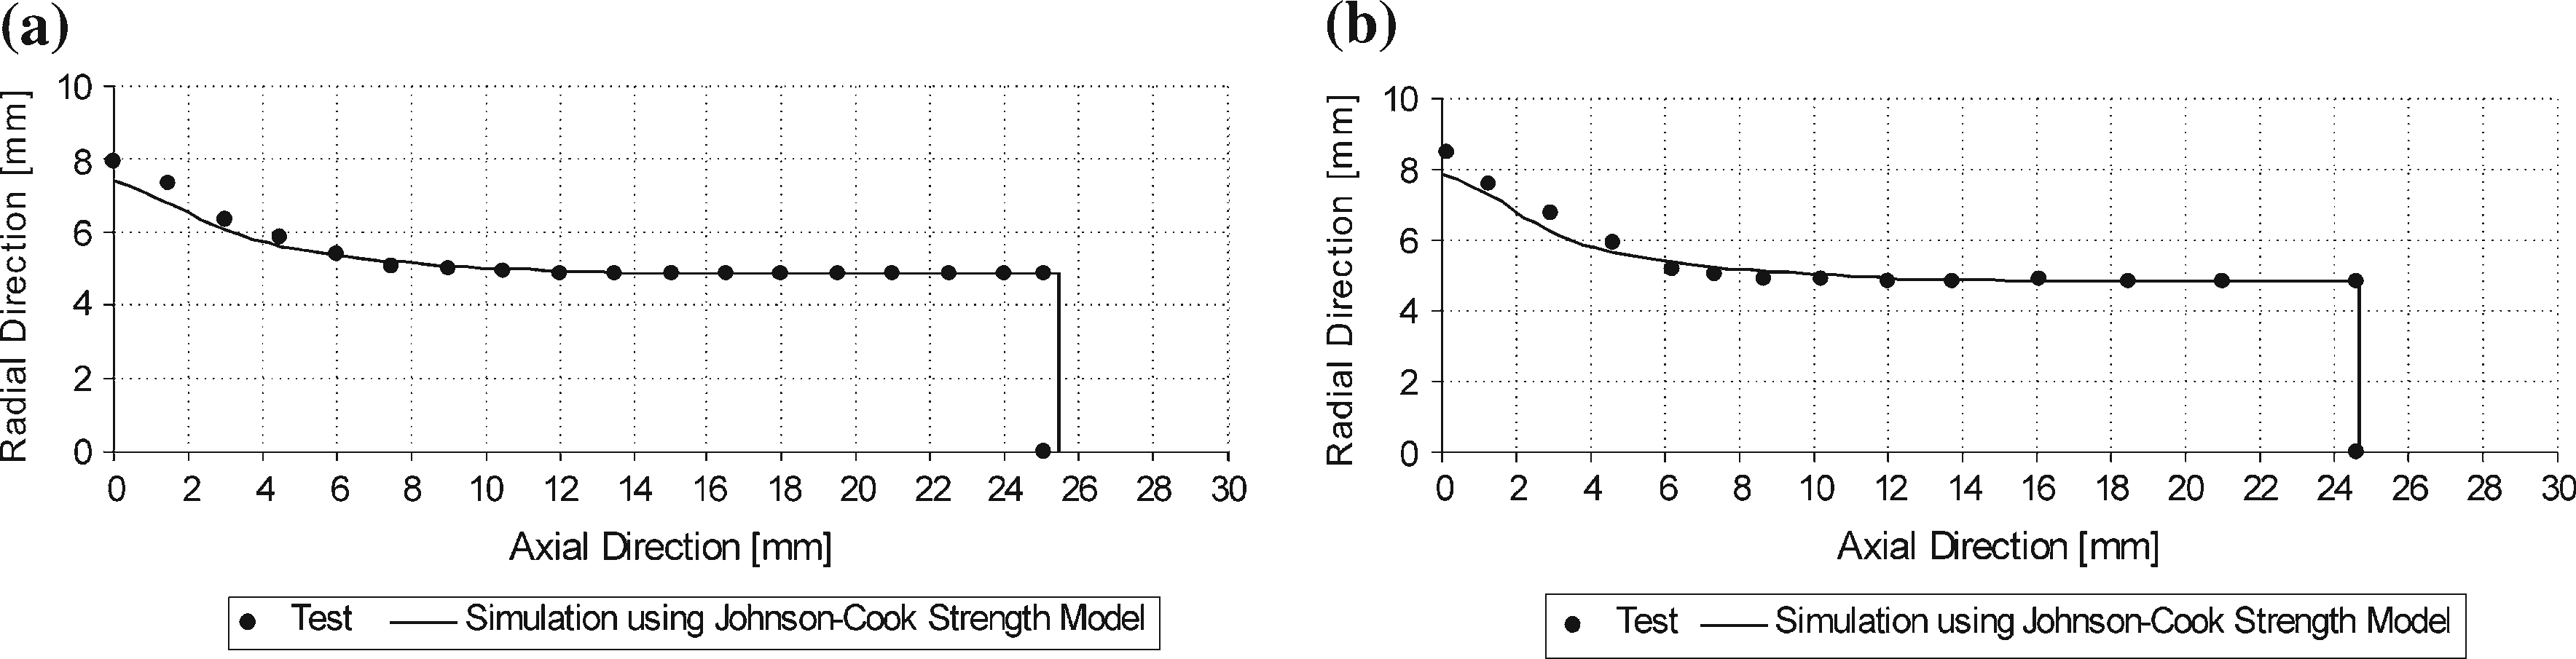 (a)
Radial Direction [mm]
10
8
6
4
2
0
0 2 4 6 8 10 12 14 16 18 20 22 24 26 28 30
Axial Direction [mm]
Test Simulation using Johnson-Cook Strength Model
(b)
Radial Direction [mm]
10
8
6
4
2
0
0 2 4 6 8 10 12 14 16 18 20 22 24 26 28 30
Axial Direction [mm]
Test Simulation using Johnson-Cook Strength Model